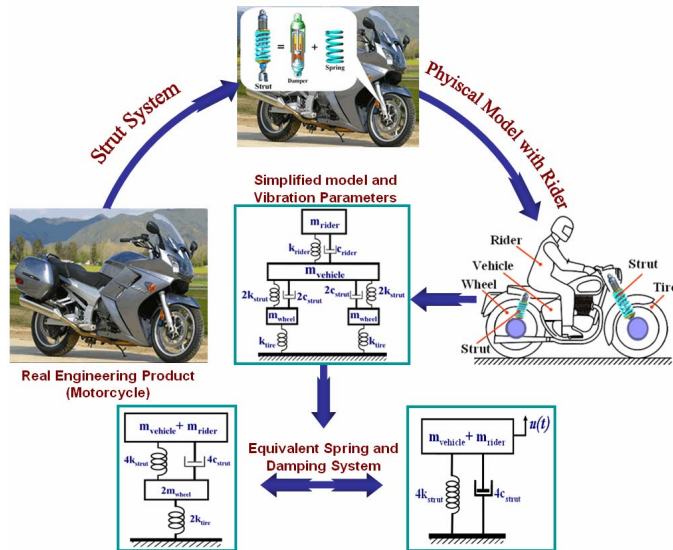 Strut
=
Damper
+
Spring
Strut System
Phyiscal Model with Rider
Simplified model and
Vibration Parameters
m_rider
k_rider
c_rider
m_vehicle
2k_strut
2c_strut
2c_strut
2k_strut
m_wheel
m_wheel
k_tire
k_tire
Rider
Vehicle
Wheel
Strut
Strut
Tire
Real Engineering Product
(Motorcycle)
Equivalent Spring and
Damping System
m_vehicle + m_rider
4k_strut
4c_strut
2m_wheel
2k_tire
m_vehicle + m_rider
u(t)
4k_strut
4c_strut